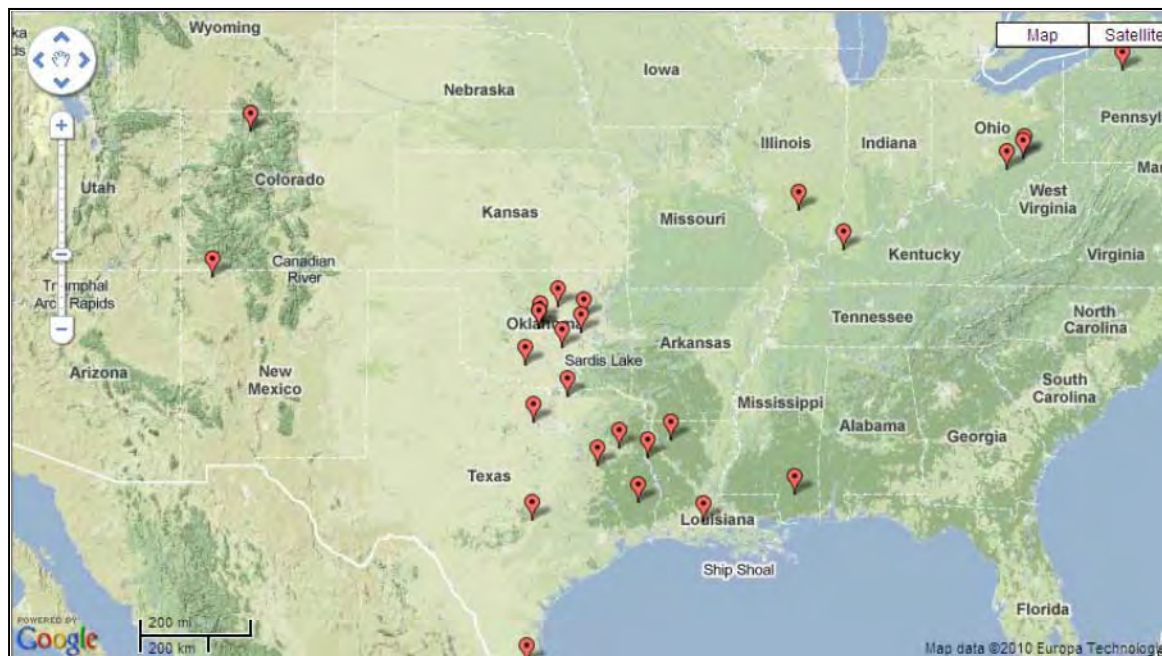 Wyoming
Map
Satellite
Iowa
Nebraska
Pennsyl
Ohio
Illinois
Indiana
Utah
Colorado
Kansas
Missouri
West
Virginia
Kentucky
Virginia
Canadian
River
Oklahoma
Tennessee
North
Carolina
Arkansas
Sardis Lake
Arizona
New
Mexico
South
Carolina
Mississippi
Alabama
Georgia
Texas
Louisiana
Ship Shoal
Florida
POWERED BY
Google
200 mi
200 km
Map data ©2010 Europa Technologie